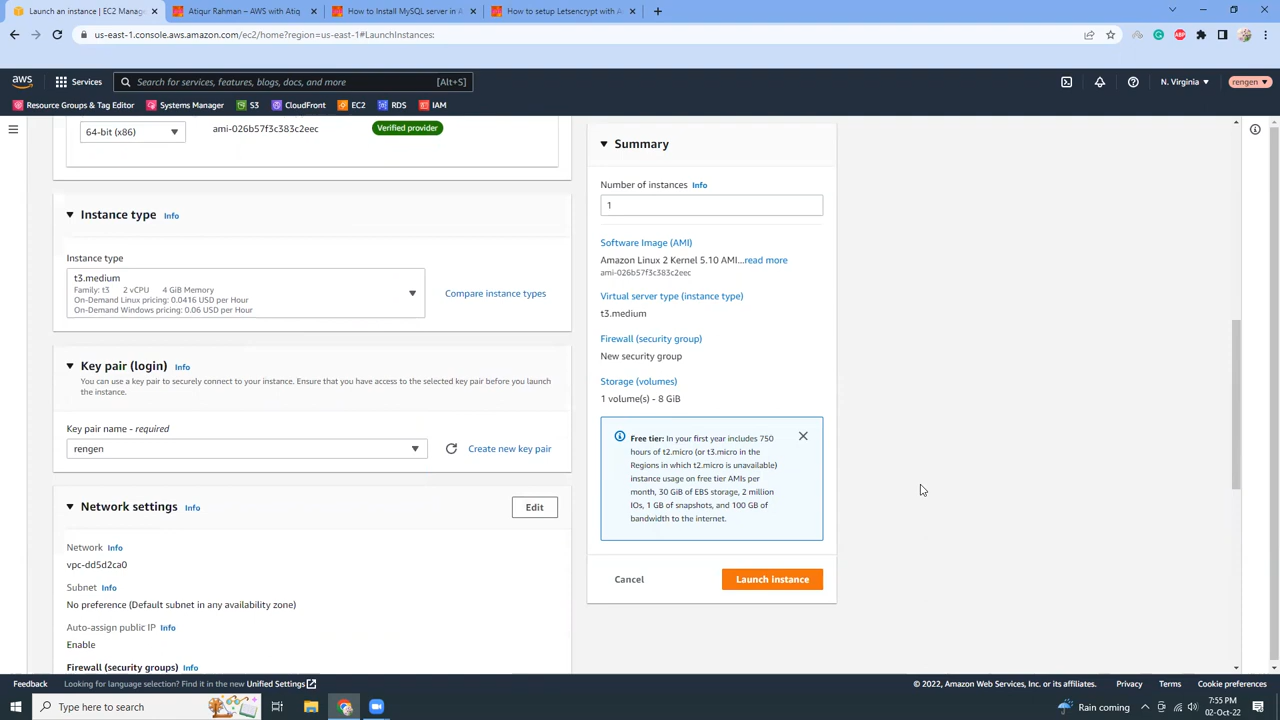 Launch an instance | EC2 Manager
Atiqur Rahman – AWS with Atiq
How to Install MySQL server in A
How to setup Letsencrypt with A
us-east-1.console.aws.amazon.com/ec2/home?region=us-east-1#LaunchInstances:
ABP
aws
Services
Search for services, features, blogs, docs, and more
[Alt+S]
N. Virginia
rengen
Resource Groups & Tag Editor
Systems Manager
S3
CloudFront
EC2
RDS
IAM
64-bit (x86)
ami-026b57f3c383c2eec
Verified provider
Instance type Info
Instance type
t3.medium
Family: t3 2 vCPU 4 GiB Memory
On-Demand Linux pricing: 0.0416 USD per Hour
On-Demand Windows pricing: 0.06 USD per Hour
Compare instance types
Key pair (login) Info
You can use a key pair to securely connect to your instance. Ensure that you have access to the selected key pair before you launch
the instance.
Key pair name - required
rengen
Create new key pair
Network settings Info
Edit
Network Info
vpc-dd5d2ca0
Subnet Info
No preference (Default subnet in any availability zone)
Auto-assign public IP Info
Enable
Firewall (security groups) Info
Summary
Number of instances Info
1
Software Image (AMI)
Amazon Linux 2 Kernel 5.10 AMI...read more
ami-026b57f3c383c2eec
Virtual server type (instance type)
t3.medium
Firewall (security group)
New security group
Storage (volumes)
1 volume(s) - 8 GiB
Free tier: In your first year includes 750
hours of t2.micro (or t3.micro in the
Regions in which t2.micro is unavailable)
instance usage on free tier AMIs per
month, 30 GiB of EBS storage, 2 million
IOs, 1 GB of snapshots, and 100 GB of
bandwidth to the internet.
Cancel
Launch instance
Feedback
Looking for language selection? Find it in the new Unified Settings
© 2022, Amazon Web Services, Inc. or its affiliates.
Privacy
Terms
Cookie preferences
Type here to search
Rain coming
7:55 PM
02-Oct-22